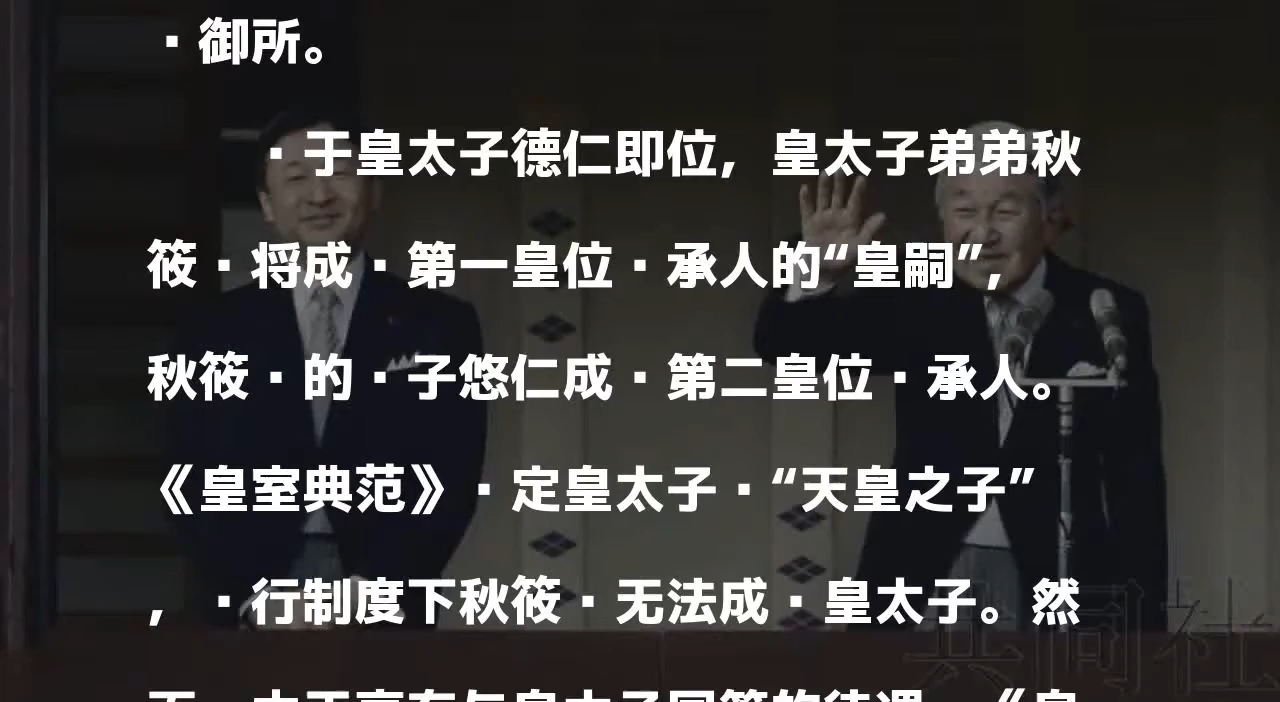 ▪御所。
▪于皇太子德仁即位，皇太子弟弟秋
筱▪将成▪第一皇位▪承人的“皇嗣”，
秋筱▪的▪子悠仁成▪第二皇位▪承人。
《皇室典范》▪定皇太子▪“天皇之子”
，▪行制度下秋筱▪无法成▪皇太子。然
共同社